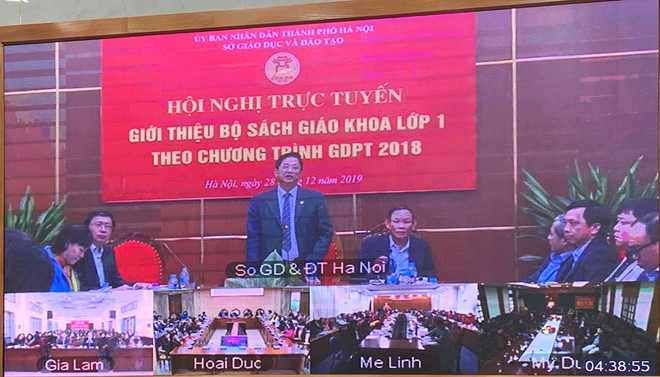 ỦY BAN NHÂN DÂN THÀNH PHỐ HÀ NỘI
SỞ GIÁO DỤC VÀ ĐÀO TẠO
HỘI NGHỊ TRỰC TUYẾN
GIỚI THIỆU BỘ SÁCH GIÁO KHOA LỚP 1
THEO CHƯƠNG TRÌNH GDPT 2018
Hà Nội, ngày 28 12 năm 2019
So GD & ĐT Ha Noi
Gia Lam
Hoai Duc
Me Linh
My Du
04:38:55